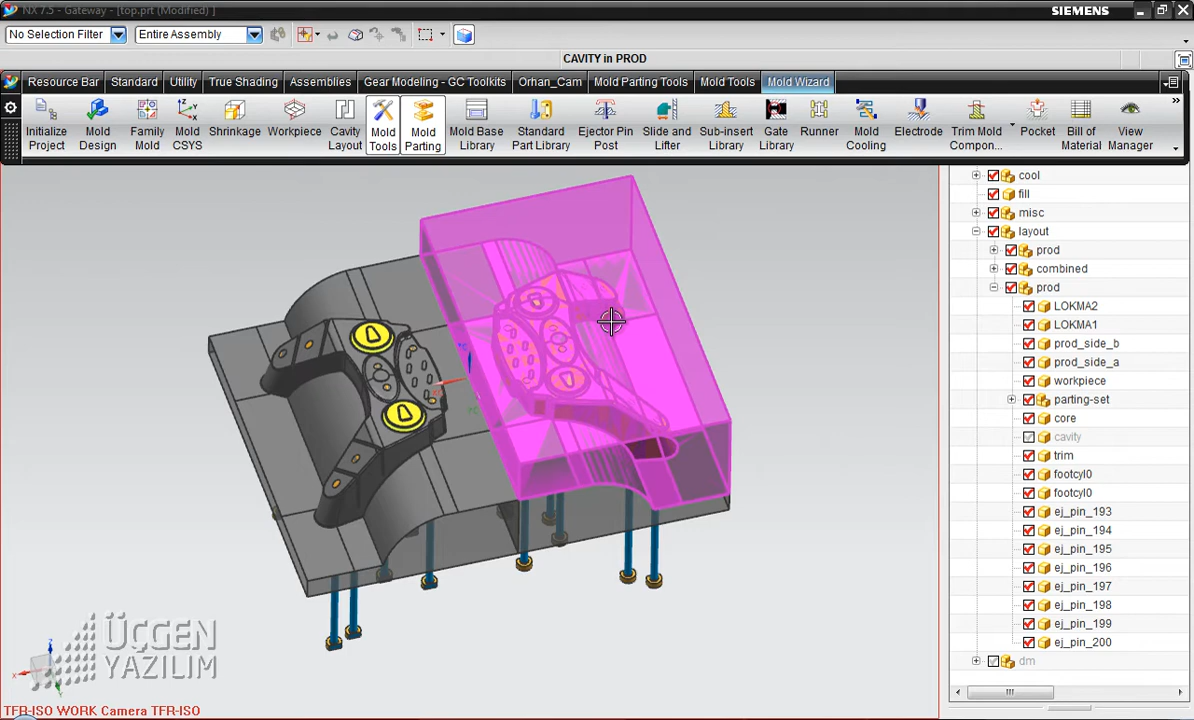 NX 7.5 - Gateway - [top.prt (Modified) ]
SIEMENS
No Selection Filter
Entire Assembly
CAVITY in PROD
Resource Bar
Standard
Utility
True Shading
Assemblies
Gear Modeling - GC Toolkits
Orhan_Cam
Mold Parting Tools
Mold Tools
Mold Wizard
Initialize Project
Mold Design
Family Mold
Mold CSYS
Shrinkage
Workpiece
Cavity Layout
Mold Tools
Mold Parting
Mold Base Library
Standard Part Library
Ejector Pin Post
Slide and Lifter
Sub-insert Library
Gate Library
Runner
Mold Cooling
Electrode
Trim Mold Compon...
Pocket
Bill of Material
View Manager
cool
fill
misc
layout
prod
combined
prod
LOKMA2
LOKMA1
prod_side_b
prod_side_a
workpiece
parting-set
core
cavity
trim
footcyl0
footcyl0
ej_pin_193
ej_pin_194
ej_pin_195
ej_pin_196
ej_pin_197
ej_pin_198
ej_pin_199
ej_pin_200
dm
ÜÇGEN
YAZILIM
TFR-ISO WORK Camera TFR-ISO